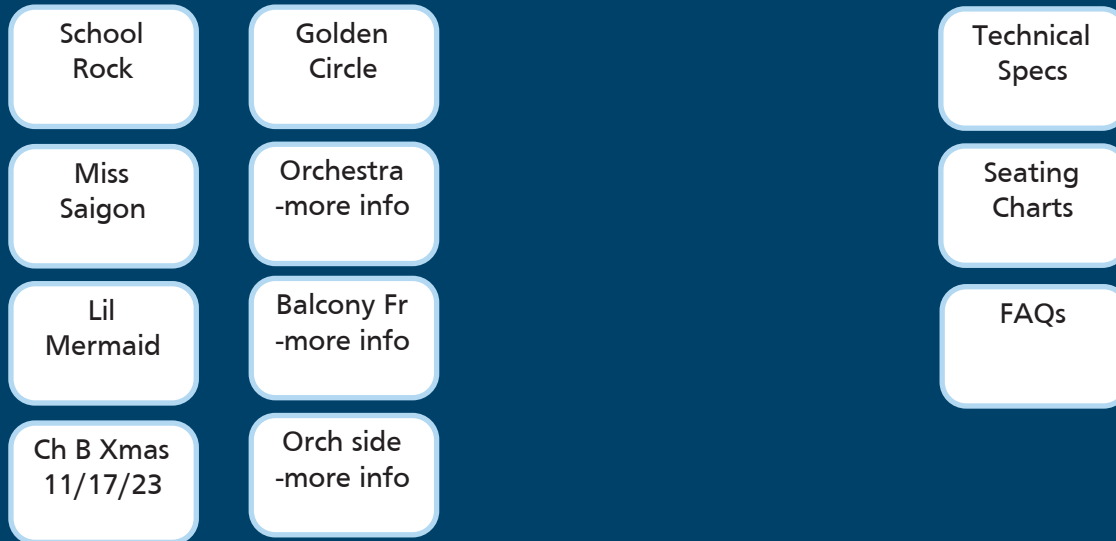 School
Rock
Miss
Saigon
Lil
Mermaid
Ch B Xmas
11/17/23
Golden
Circle
Orchestra
-more info
Balcony Fr
-more info
Orch side
-more info
Technical
Specs
Seating
Charts
FAQs